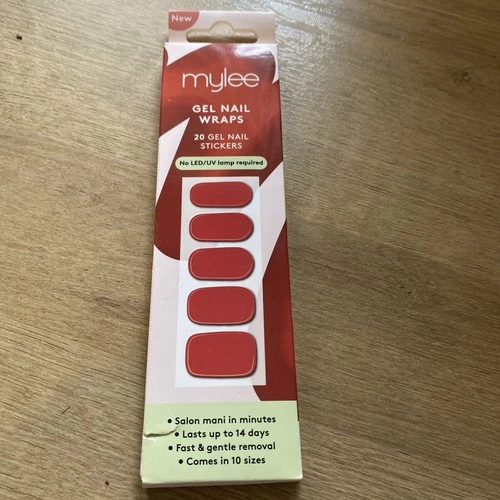 New
mylee
GEL NAIL
WRAPS
20 GEL NAIL
STICKERS
No LED/UV lamp required
• Salon mani in minutes
• Lasts up to 14 days
• Fast & gentle removal
• Comes in 10 sizes